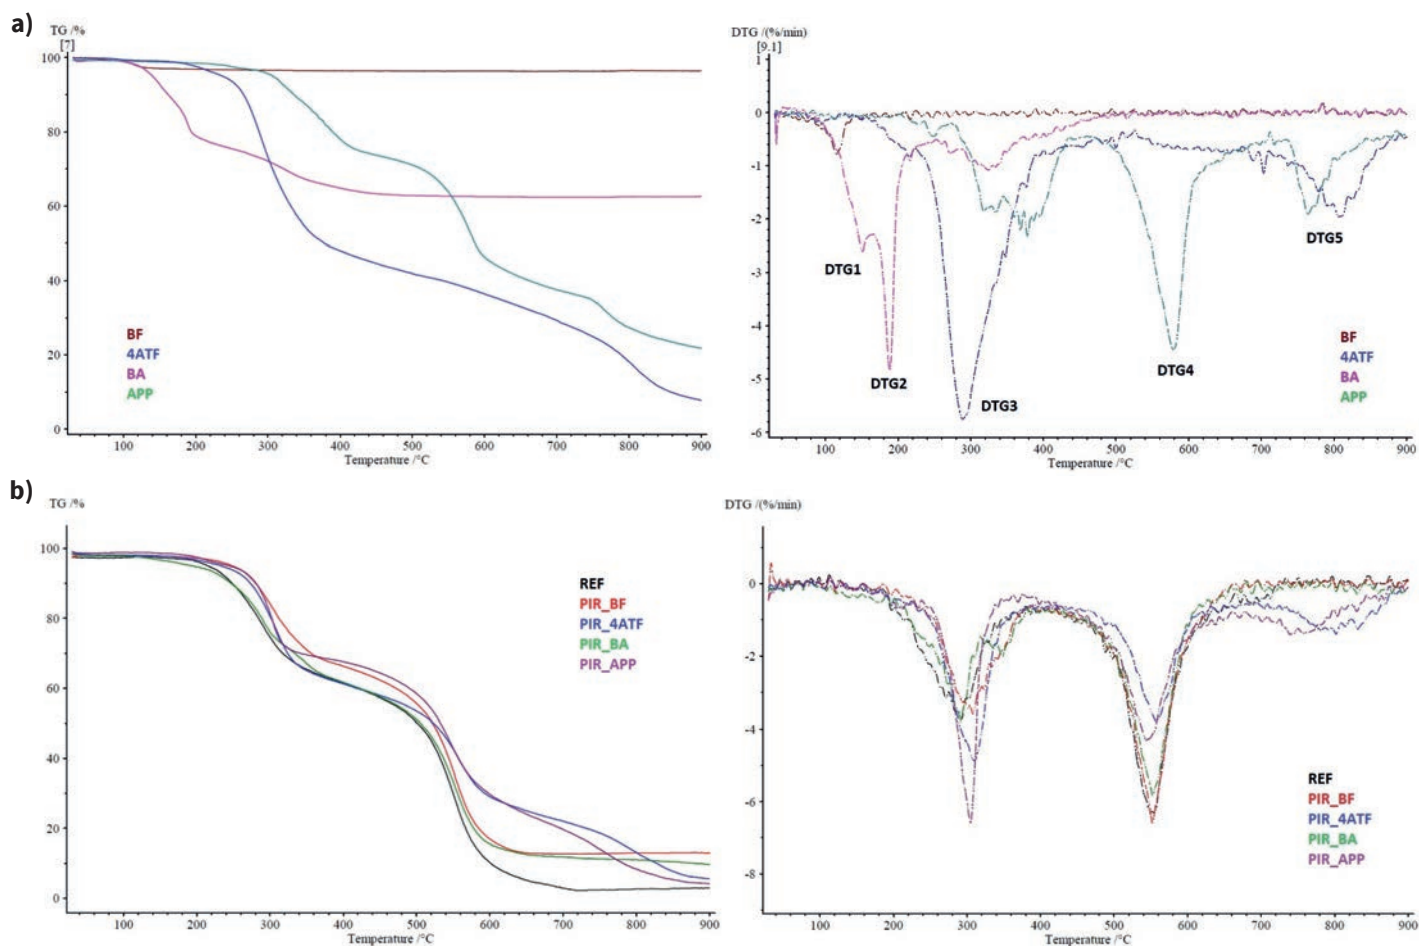 a)
TG /%
[7]
100
80
60
40
20
0
BF
4ATF
BA
APP
100 200 300 400 500 600 700 800 900
Temperature /°C
DTG /(%/min)
[9.1]
1
0
-1
-2
-3
-4
-5
-6
DTG1
DTG2
DTG3
DTG4
DTG5
BF
4ATF
BA
APP
100 200 300 400 500 600 700 800 900
Temperature /°C
b)
TG /%
100
80
60
40
20
0
REF
PIR_BF
PIR_4ATF
PIR_BA
PIR_APP
100 200 300 400 500 600 700 800 900
Temperature /°C
DTG /(%/min)
0
-2
-4
-6
-8
REF
PIR_BF
PIR_4ATF
PIR_BA
PIR_APP
100 200 300 400 500 600 700 800 900
Temperature /°C